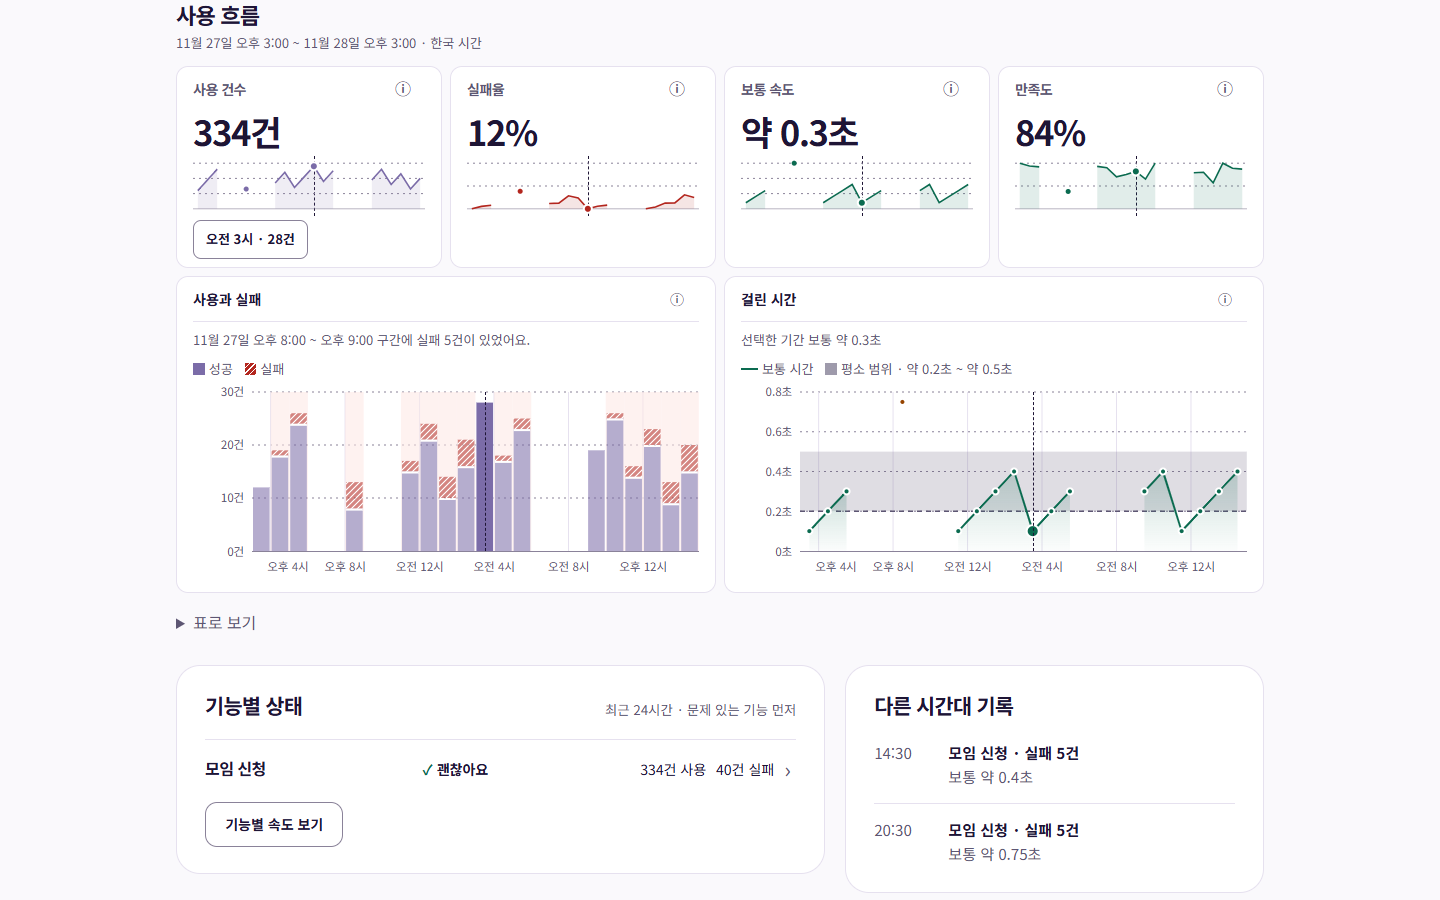 사용 흐름
11월 27일 오후 3:00 ~ 11월 28일 오후 3:00 · 한국 시간
사용 건수
334건
오전 3시 · 28건
실패율
12%
보통 속도
약 0.3초
만족도
84%
사용과 실패
11월 27일 오후 8:00 ~ 오후 9:00 구간에 실패 5건이 있었어요.
성공 실패
30건
20건
10건
0건
오후 4시 오후 8시 오전 12시 오전 4시 오전 8시 오후 12시
걸린 시간
선택한 기간 보통 약 0.3초
보통 시간 평소 범위 · 약 0.2초 ~ 약 0.5초
0.8초
0.6초
0.4초
0.2초
0초
오후 4시 오후 8시 오전 12시 오전 4시 오전 8시 오후 12시
▶ 표로 보기
기능별 상태
최근 24시간 · 문제 있는 기능 먼저
모임 신청 ✓ 괜찮아요 334건 사용 40건 실패 ›
기능별 속도 보기
다른 시간대 기록
14:30 모임 신청 · 실패 5건
보통 약 0.4초
20:30 모임 신청 · 실패 5건
보통 약 0.75초